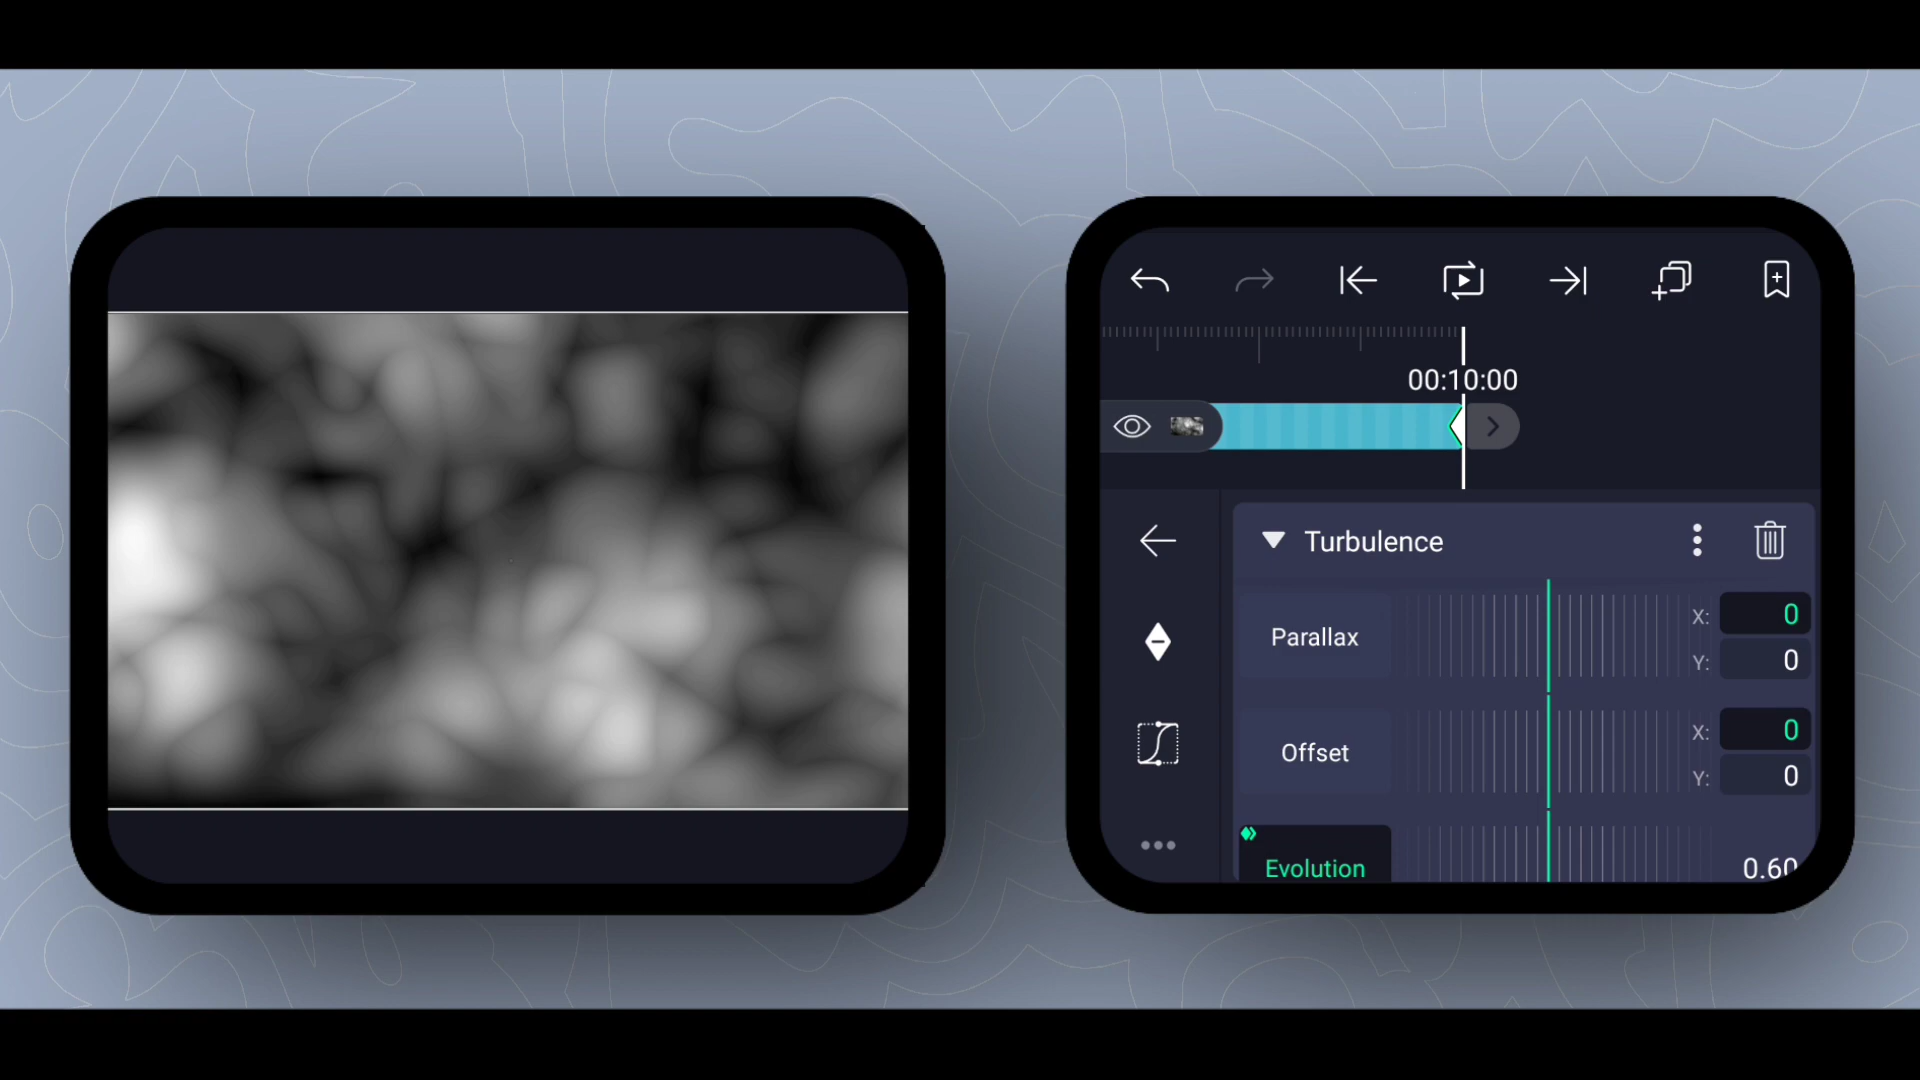 00:10:00
Turbulence
Parallax
X: 0
Y: 0
Offset
X: 0
Y: 0
Evolution
0.60